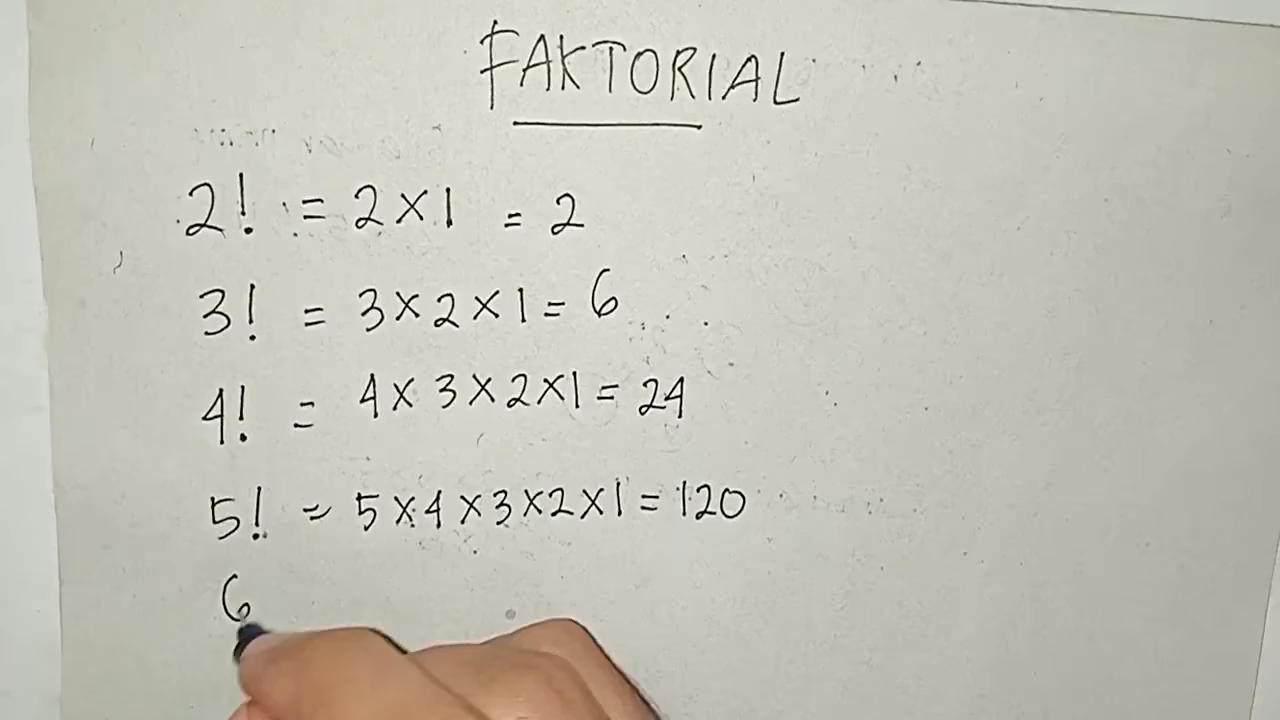 FAKTORIAL
2! = 2×1 = 2
3! = 3×2×1 = 6
4! = 4×3×2×1 = 24
5! = 5×4×3×2×1 = 120
6